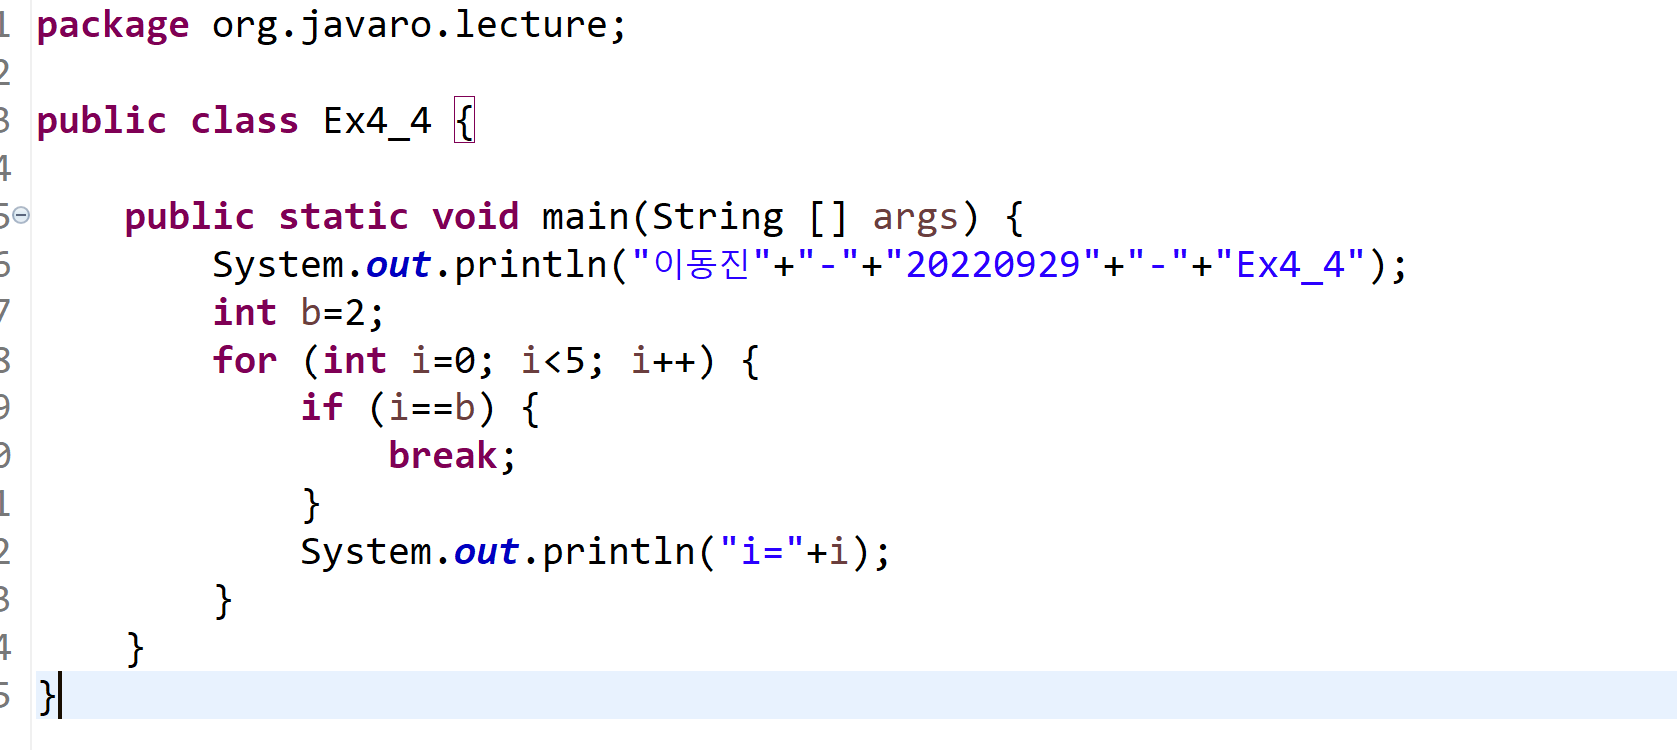 1 package org.javaro.lecture;
2
3 public class Ex4_4 {
4
5 public static void main(String [] args) {
6 System.out.println("이동진"+"-"+"20220929"+"-"+"Ex4_4");
7 int b=2;
8 for (int i=0; i<5; i++) {
9 if (i==b) {
0 break;
1 }
2 System.out.println("i="+i);
3 }
4 }
5 }